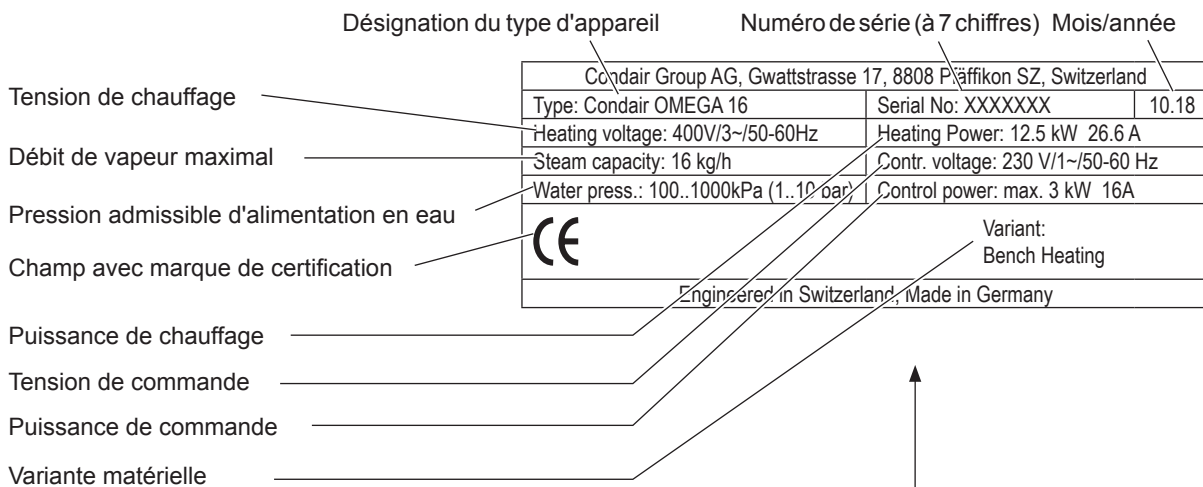 Désignation du type d'appareil
Numéro de série (à 7 chiffres)
Mois/année
Tension de chauffage
Débit de vapeur maximal
Pression admissible d'alimentation en eau
Champ avec marque de certification
Puissance de chauffage
Tension de commande
Puissance de commande
Variante matérielle
Condair Group AG, Gwattstrasse 17, 8808 Pfäffikon SZ, Switzerland
Type: Condair OMEGA 16
Serial No: XXXXXXX
10.18
Heating voltage: 400V/3~/50-60Hz
Heating Power: 12.5 kW 26.6 A
Steam capacity: 16 kg/h
Contr. voltage: 230 V/1~/50-60 Hz
Water press.: 100..1000kPa (1..10 bar)
Control power: max. 3 kW 16A
CE
Variant:
Bench Heating
Engineered in Switzerland, Made in Germany